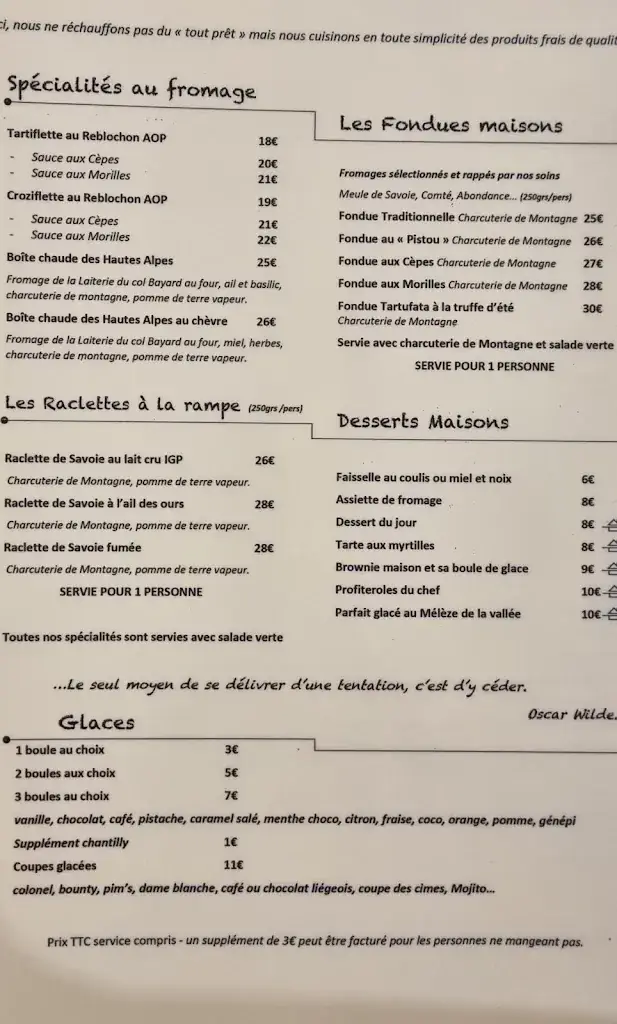 ci, nous ne réchauffons pas du « tout prêt » mais nous cuisinons en toute simplicité des produits frais de qualit
Spécialités au fromage
Tartiflette au Reblochon AOP 18€
- Sauce aux Cèpes 20€
- Sauce aux Morilles 21€
Croziflette au Reblochon AOP 19€
- Sauce aux Cèpes 21€
- Sauce aux Morilles 22€
Boîte chaude des Hautes Alpes 25€
Fromage de la Laiterie du col Bayard au four, ail et basilic,
charcuterie de montagne, pomme de terre vapeur.
Boîte chaude des Hautes Alpes au chèvre 26€
Fromage de la Laiterie du col Bayard au four, miel, herbes,
charcuterie de montagne, pomme de terre vapeur.
Les Fondues maisons
Fromages sélectionnés et rappés par nos soins
Meule de Savoie, Comté, Abondance... (250grs/pers)
Fondue Traditionnelle Charcuterie de Montagne 25€
Fondue au « Pistou » Charcuterie de Montagne 26€
Fondue aux Cèpes Charcuterie de Montagne 27€
Fondue aux Morilles Charcuterie de Montagne 28€
Fondue Tartufata à la truffe d'été 30€
Charcuterie de Montagne
Servie avec charcuterie de Montagne et salade verte
SERVIE POUR 1 PERSONNE
Les Raclettes à la rampe (250grs /pers)
Raclette de Savoie au lait cru IGP 26€
Charcuterie de Montagne, pomme de terre vapeur.
Raclette de Savoie à l'ail des ours 28€
Charcuterie de Montagne, pomme de terre vapeur.
Raclette de Savoie fumée 28€
Charcuterie de Montagne, pomme de terre vapeur.
SERVIE POUR 1 PERSONNE
Toutes nos spécialités sont servies avec salade verte
Desserts Maisons
Faisselle au coulis ou miel et noix 6€
Assiette de fromage 8€
Dessert du jour 8€
Tarte aux myrtilles 8€
Brownie maison et sa boule de glace 9€
Profiteroles du chef 10€
Parfait glacé au Mélèze de la vallée 10€
...Le seul moyen de se délivrer d'une tentation, c'est d'y céder.
Oscar Wilde.
Glaces
1 boule au choix 3€
2 boules aux choix 5€
3 boules au choix 7€
vanille, chocolat, café, pistache, caramel salé, menthe choco, citron, fraise, coco, orange, pomme, génépi
Supplément chantilly 1€
Coupes glacées 11€
colonel, bounty, pim's, dame blanche, café ou chocolat liégeois, coupe des cimes, Mojito...
Prix TTC service compris - un supplément de 3€ peut être facturé pour les personnes ne mangeant pas.